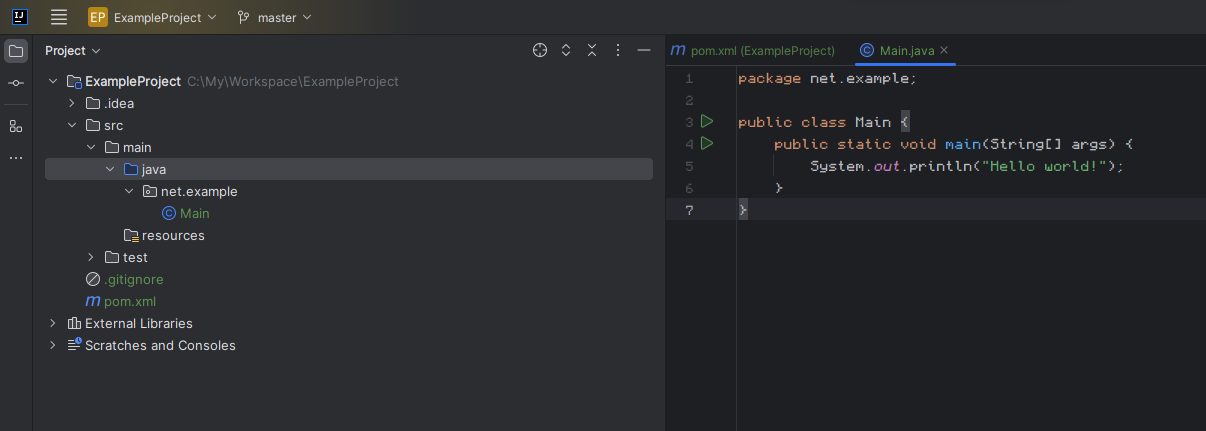 IJ EP ExampleProject master
Project
ExampleProject C:\My\Workspace\ExampleProject
.idea
src
main
java
net.example
Main
resources
test
.gitignore
pom.xml
External Libraries
Scratches and Consoles
pom.xml (ExampleProject) Main.java
1 package net.example;
2
3 public class Main {
4 public static void main(String[] args) {
5 System.out.println("Hello world!");
6 }
7 }